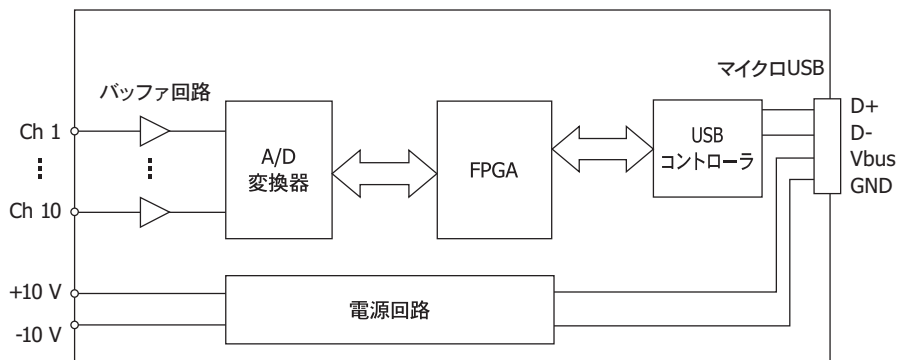 マイクロUSB
バッファ回路
Ch 1
Ch 10
A/D
変換器
FPGA
USB
コントローラ
D+
D-
Vbus
GND
+10 V
-10 V
電源回路